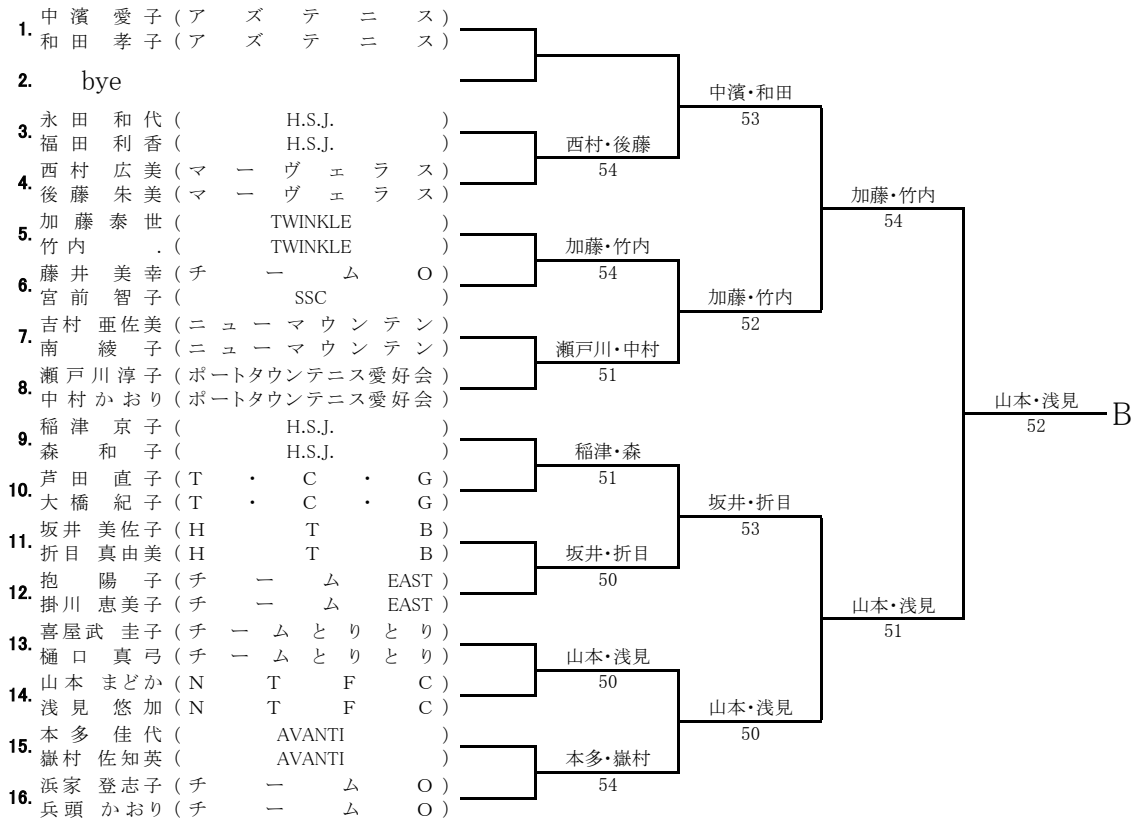 1. 中濱 愛子(アズテニス)
和田 孝子(アズテニス)
2. bye
3. 永田 和代( H.S.J. )
福田 利香( H.S.J. )
4. 西村 広美(マーヴェラス)
後藤 朱美(マーヴェラス)
5. 加藤 泰世( TWINKLE )
竹内 .( TWINKLE )
6. 藤井 美幸(チームO)
宮前 智子( SSC )
7. 吉村 亜佐美(ニューマウンテン)
南 綾子(ニューマウンテン)
8. 瀬戸川淳子(ポートタウンテニス愛好会)
中村かおり(ポートタウンテニス愛好会)
9. 稲津 京子( H.S.J. )
森 和子( H.S.J. )
10. 芦田 直子(T・C・G)
大橋 紀子(T・C・G)
11. 坂井 美佐子(HTB)
折目 真由美(HTB)
12. 抱 陽子(チームEAST)
掛川 恵美子(チームEAST)
13. 喜屋武 圭子(チームとりとり)
樋口 真弓(チームとりとり)
14. 山本 まどか(NTFC)
浅見 悠加(NTFC)
15. 本多 佳代( AVANTI )
嶽村 佐知英( AVANTI )
16. 浜家 登志子(チームO)
兵頭 かおり(チームO)
西村・後藤
54
加藤・竹内
54
瀬戸川・中村
51
稲津・森
51
坂井・折目
50
山本・浅見
50
本多・嶽村
54
中濱・和田
53
加藤・竹内
52
坂井・折目
53
山本・浅見
50
加藤・竹内
54
山本・浅見
51
山本・浅見
52
B